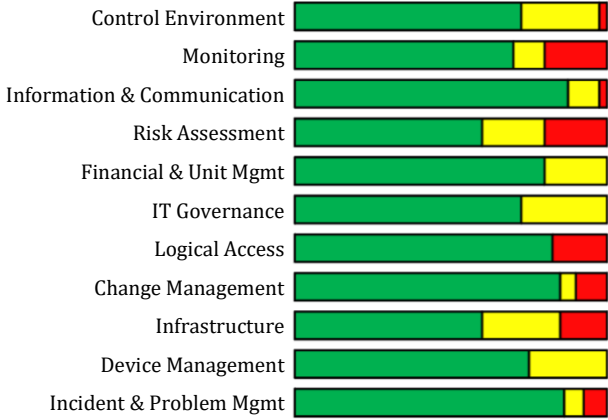 Control Environment
Monitoring
Information & Communication
Risk Assessment
Financial & Unit Mgmt
IT Governance
Logical Access
Change Management
Infrastructure
Device Management
Incident & Problem Mgmt